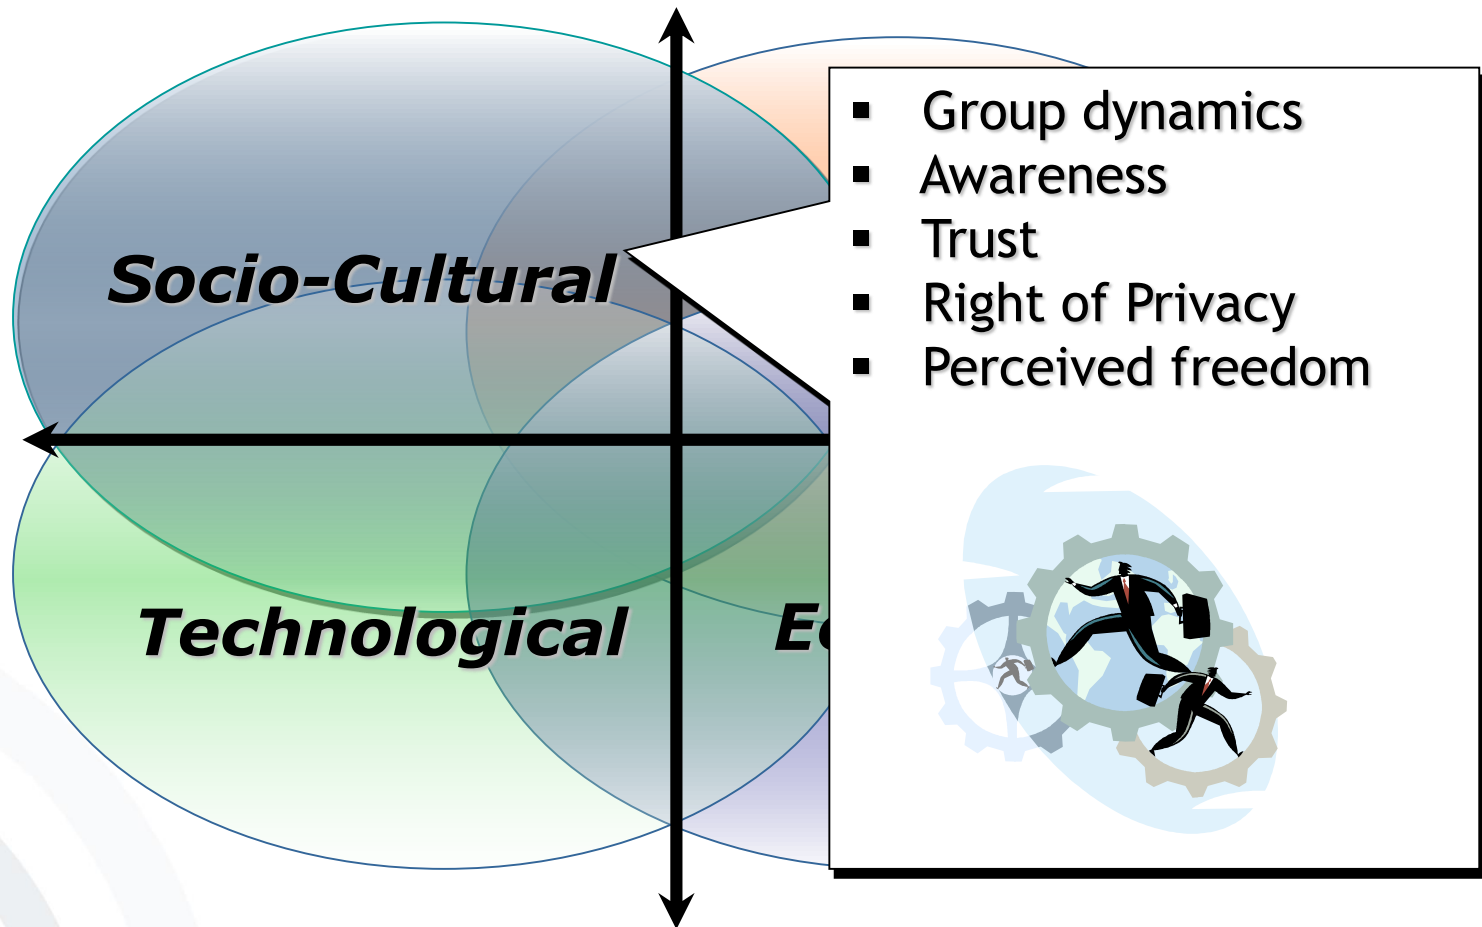 Socio-Cultural
▪ Group dynamics
▪ Awareness
▪ Trust
▪ Right of Privacy
▪ Perceived freedom
Technological